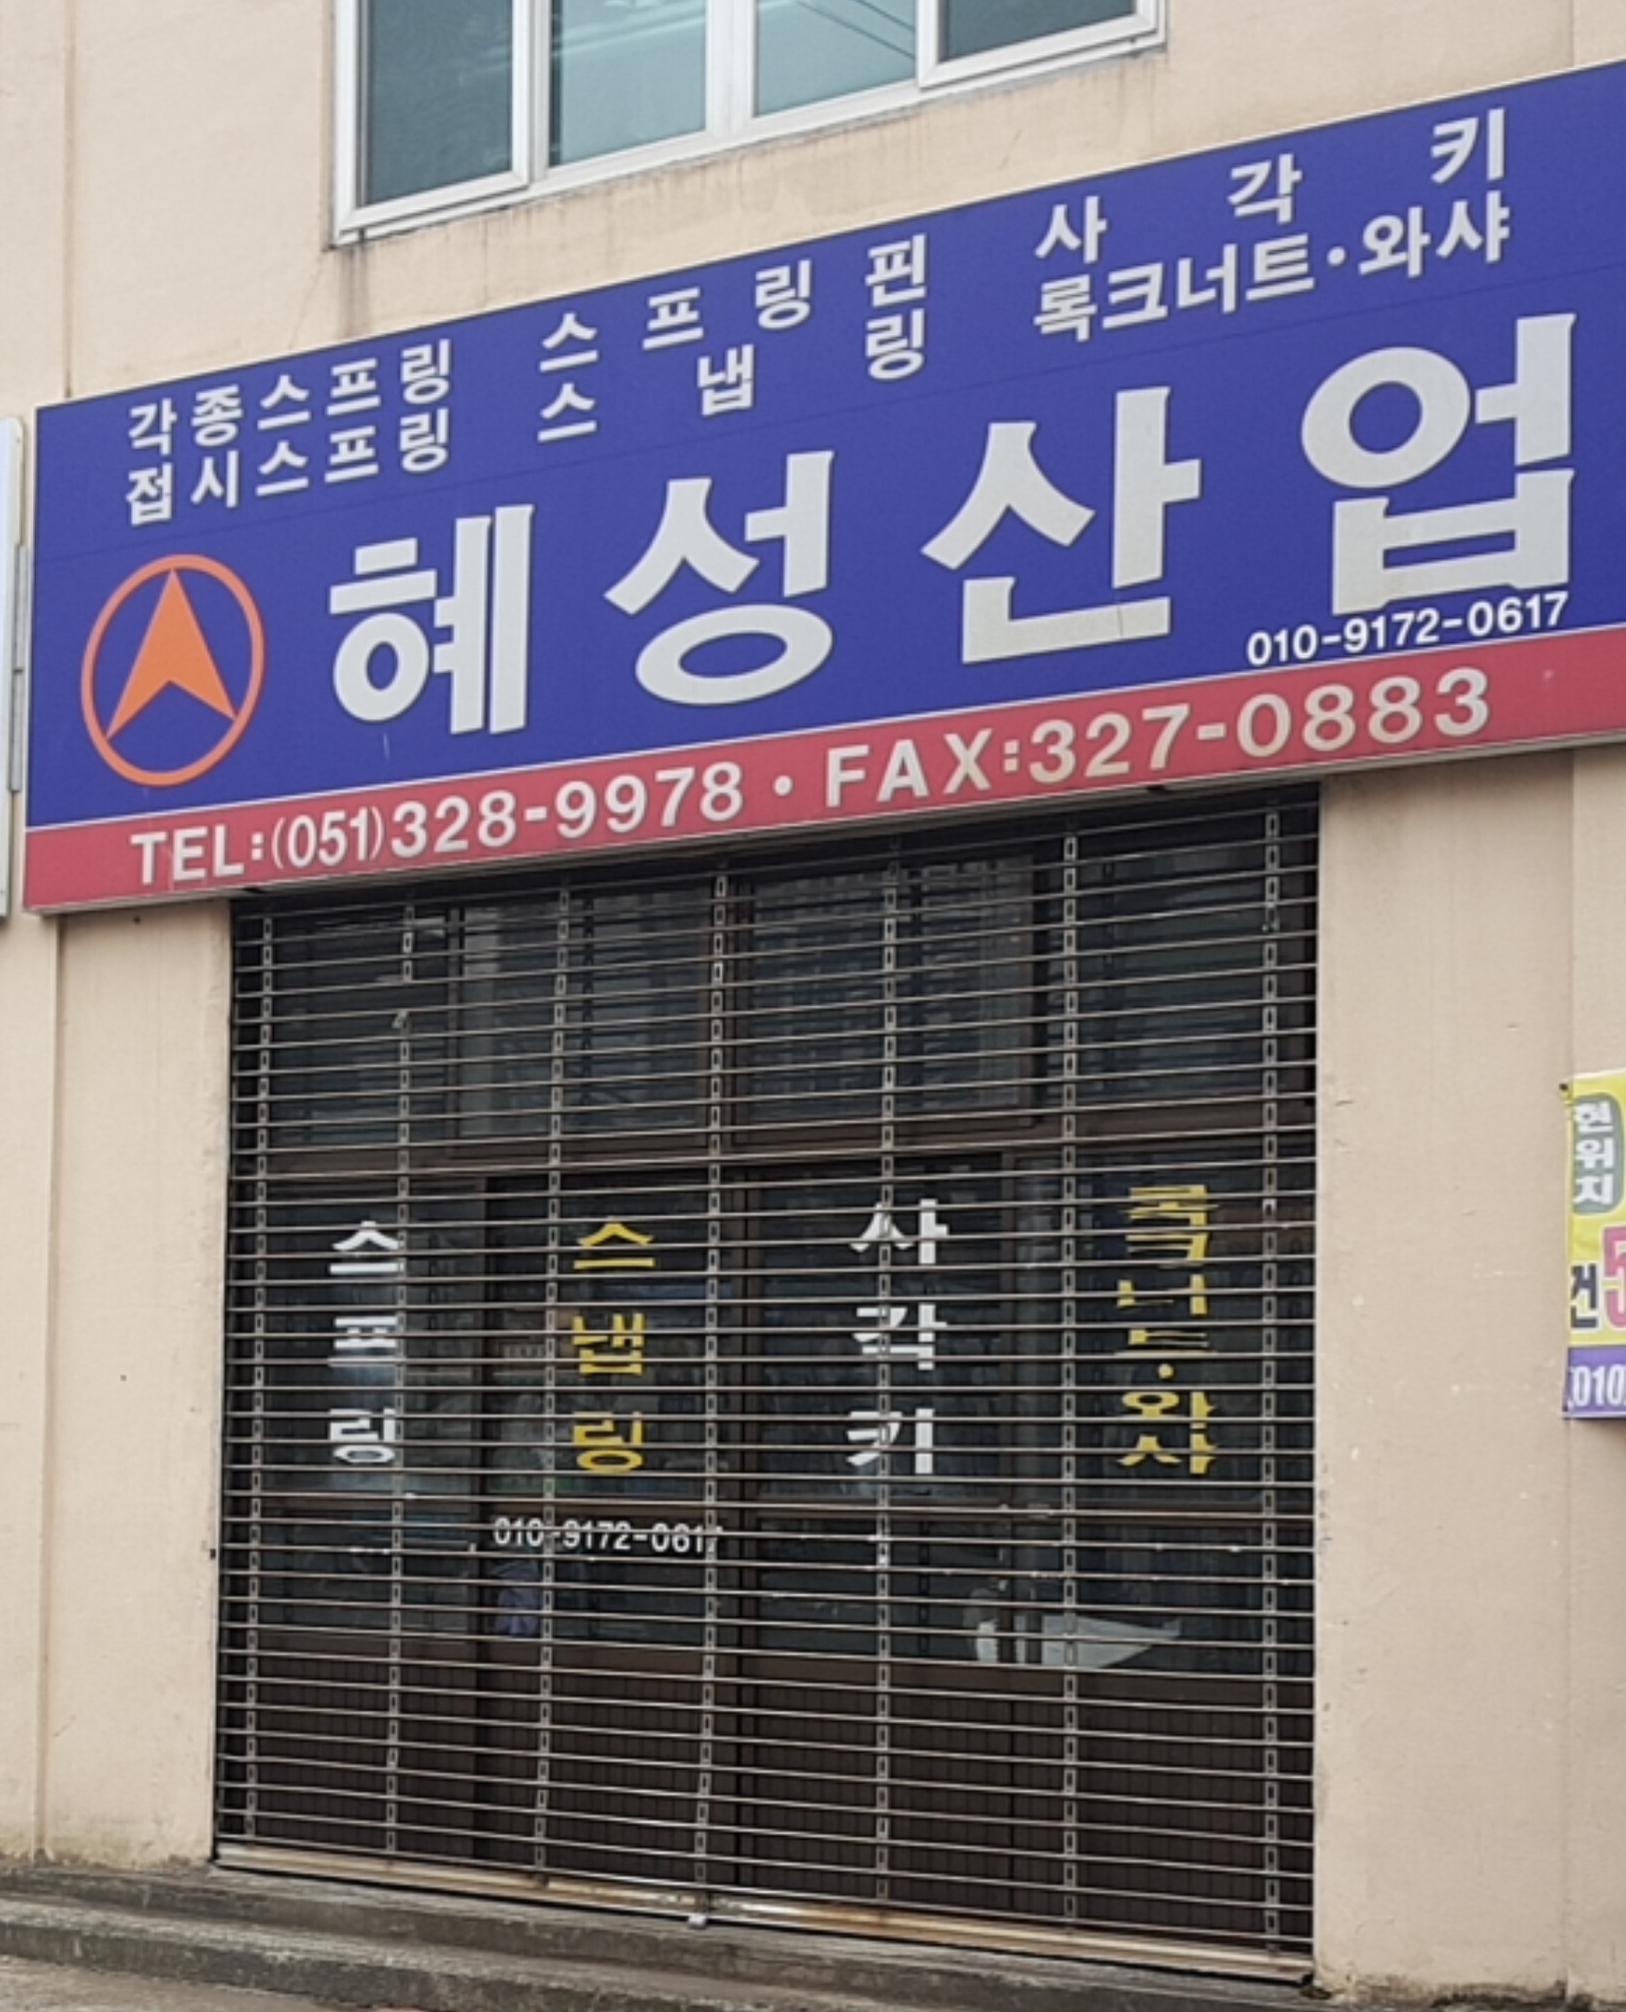 각종스프링 스프링핀 사각키
접시스프링 스냅링 록크너트·와샤
혜성산업
010-9172-0617
TEL:(051)328-9978・FAX:327-0883
스프링
스냅링
사각키
록크너트·와샤
010-9172-0617
현위치
건5
010